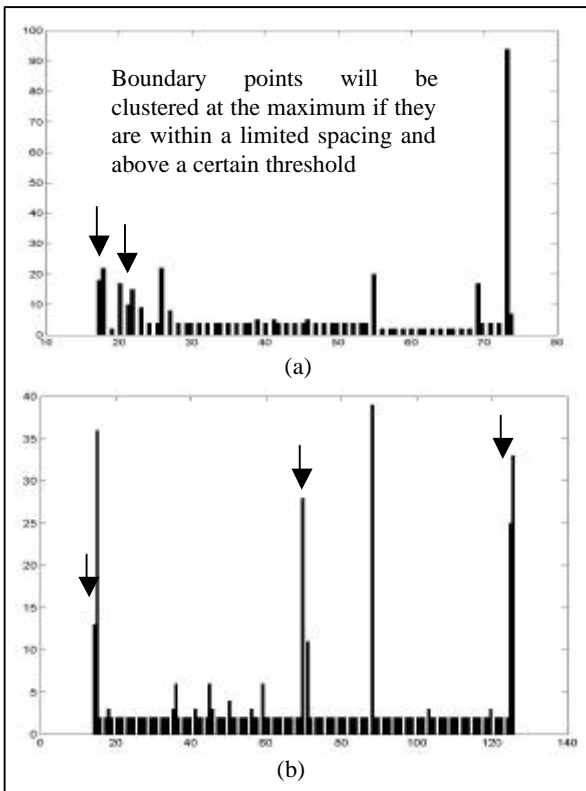 100
90
80
70
60
50
40
30
20
10
0
Boundary points will be
clustered at the maximum if they
are within a limited spacing and
above a certain threshold
10 20 30 40 50 60 70 80
(a)
40
35
30
25
20
15
10
5
0
0 20 40 60 80 100 120 140
(b)